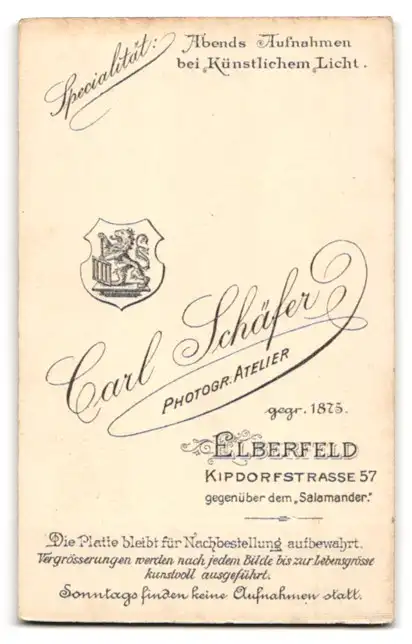 Specialität:
Abends Aufnahmen
bei Künstlichem Licht.
Carl Schäfer
PHOTOGR. ATELIER
gegr. 1875.
ELBERFELD
KIPDORFSTRASSE 57
gegenüber dem „Salamander."
Die Platte bleibt für Nachbestellung aufbewahrt.
Vergrösserungen werden nach jedem Bilde bis zur Lebensgrösse
kunstvoll ausgeführt.
Sonntags finden keine Aufnahmen statt.